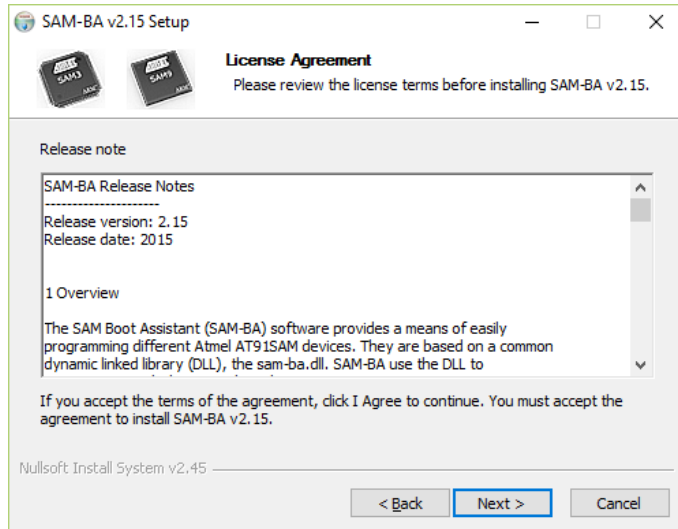 SAM-BA v2.15 Setup
SAM3
SAM9
License Agreement
Please review the license terms before installing SAM-BA v2.15.
Release note
SAM-BA Release Notes
---------------------
Release version: 2.15
Release date: 2015
1 Overview
The SAM Boot Assistant (SAM-BA) software provides a means of easily
programming different Atmel AT91SAM devices. They are based on a common
dynamic linked library (DLL), the sam-ba.dll. SAM-BA use the DLL to
If you accept the terms of the agreement, click I Agree to continue. You must accept the
agreement to install SAM-BA v2.15.
Nullsoft Install System v2.45
< Back
Next >
Cancel